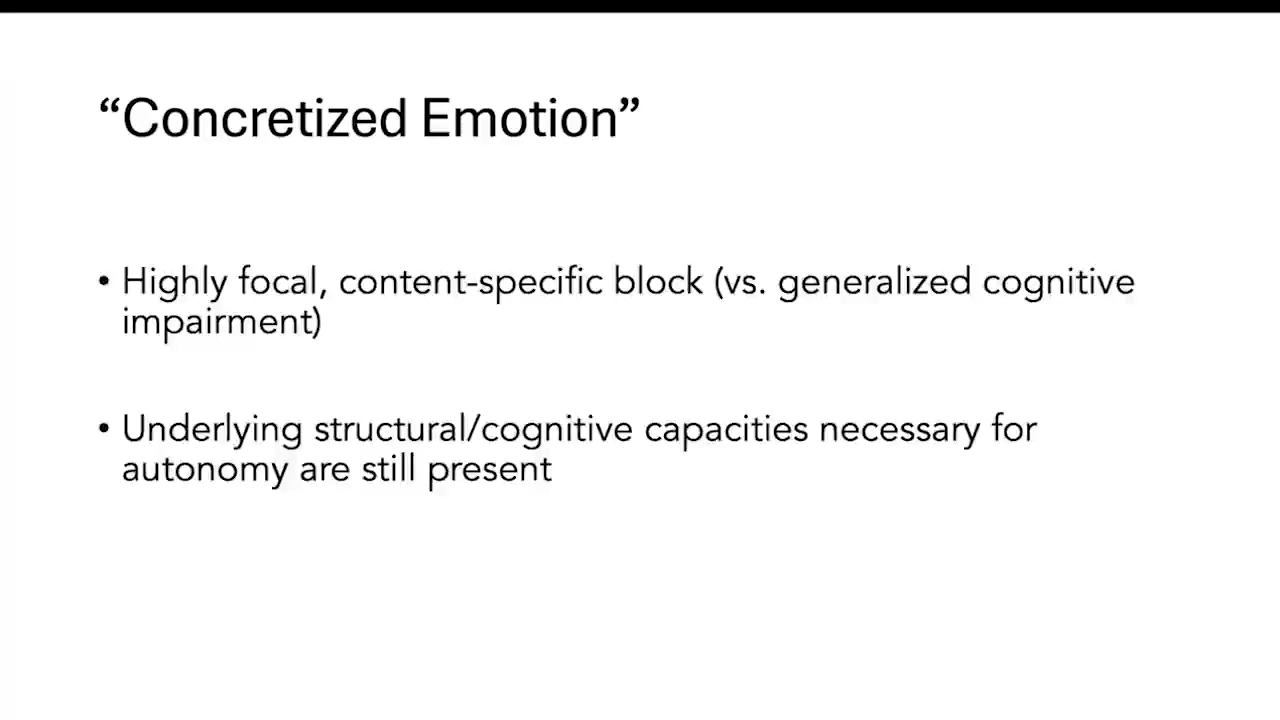 “Concretized Emotion”
• Highly focal, content-specific block (vs. generalized cognitive
impairment)
• Underlying structural/cognitive capacities necessary for
autonomy are still present